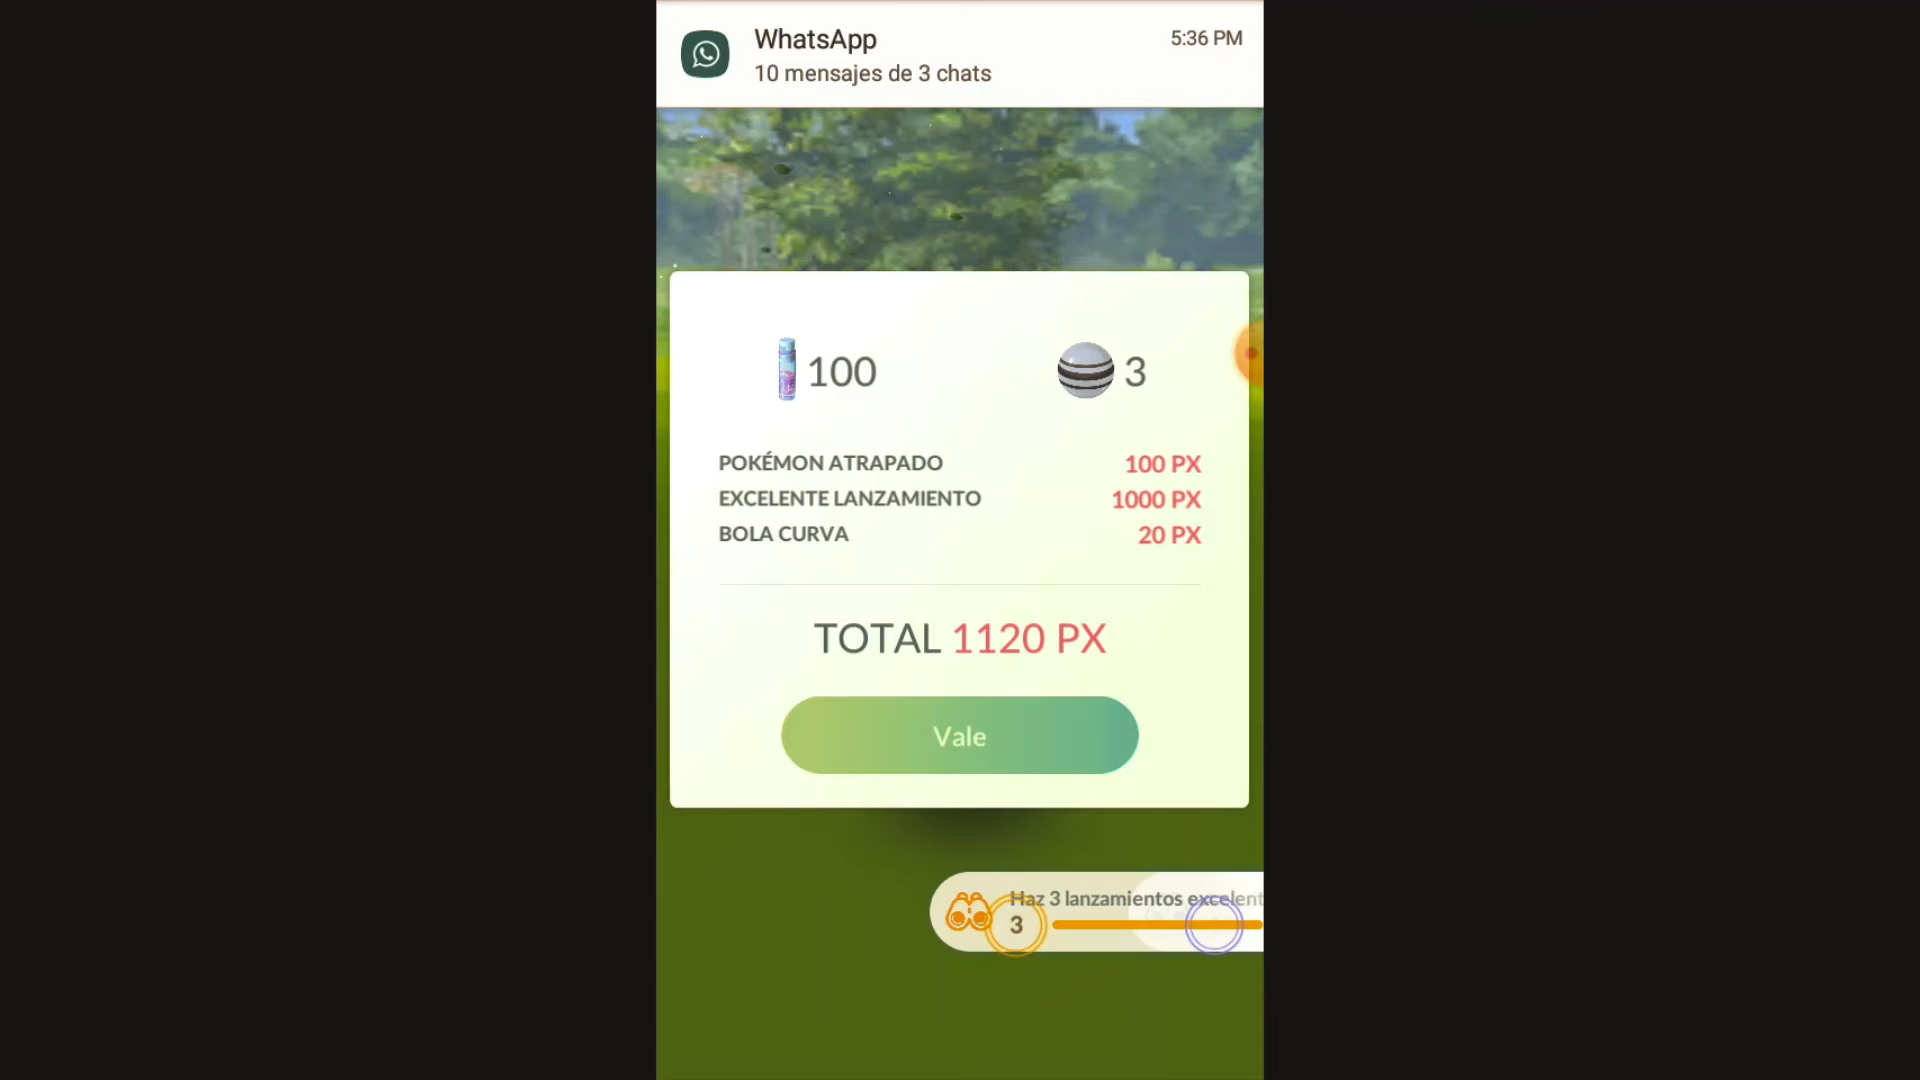 WhatsApp
5:36 PM
10 mensajes de 3 chats
100
3
POKÉMON ATRAPADO 100 PX
EXCELENTE LANZAMIENTO 1000 PX
BOLA CURVA 20 PX
TOTAL 1120 PX
Vale
Haz 3 lanzamientos excelent
3